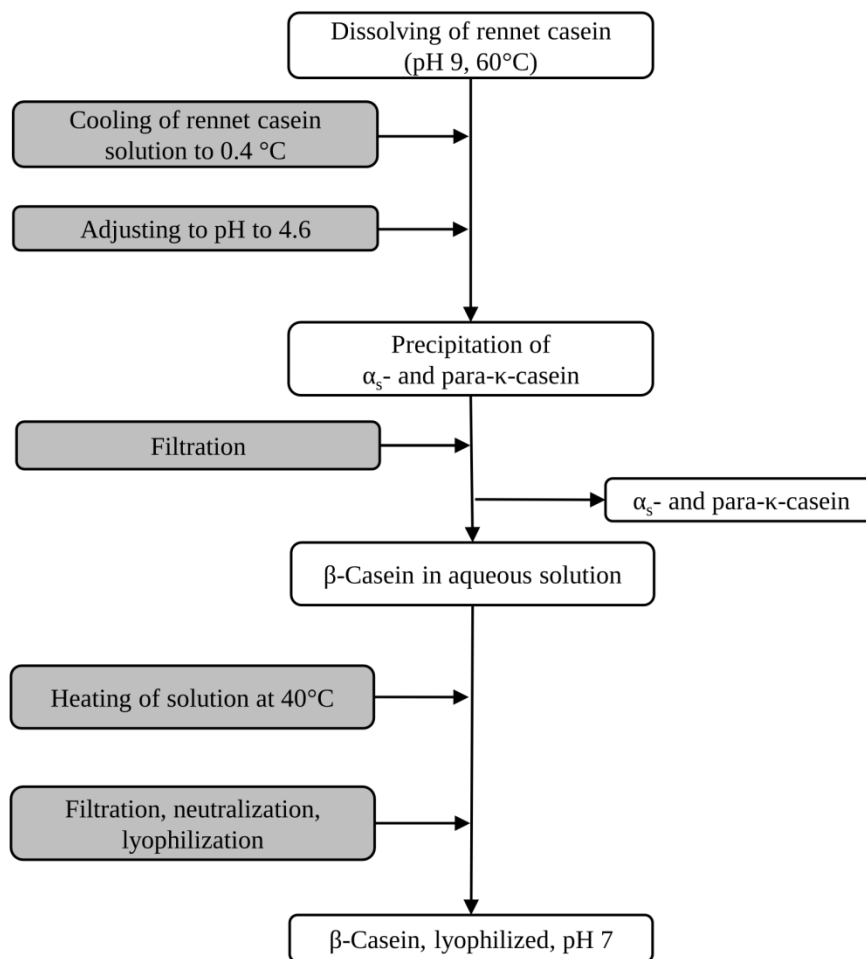 Dissolving of rennet casein
(pH 9, 60°C)
Cooling of rennet casein
solution to 0.4 °C
Adjusting to pH to 4.6
Precipitation of
αs- and para-κ-casein
Filtration
αs- and para-κ-casein
β-Casein in aqueous solution
Heating of solution at 40°C
Filtration, neutralization,
lyophilization
β-Casein, lyophilized, pH 7